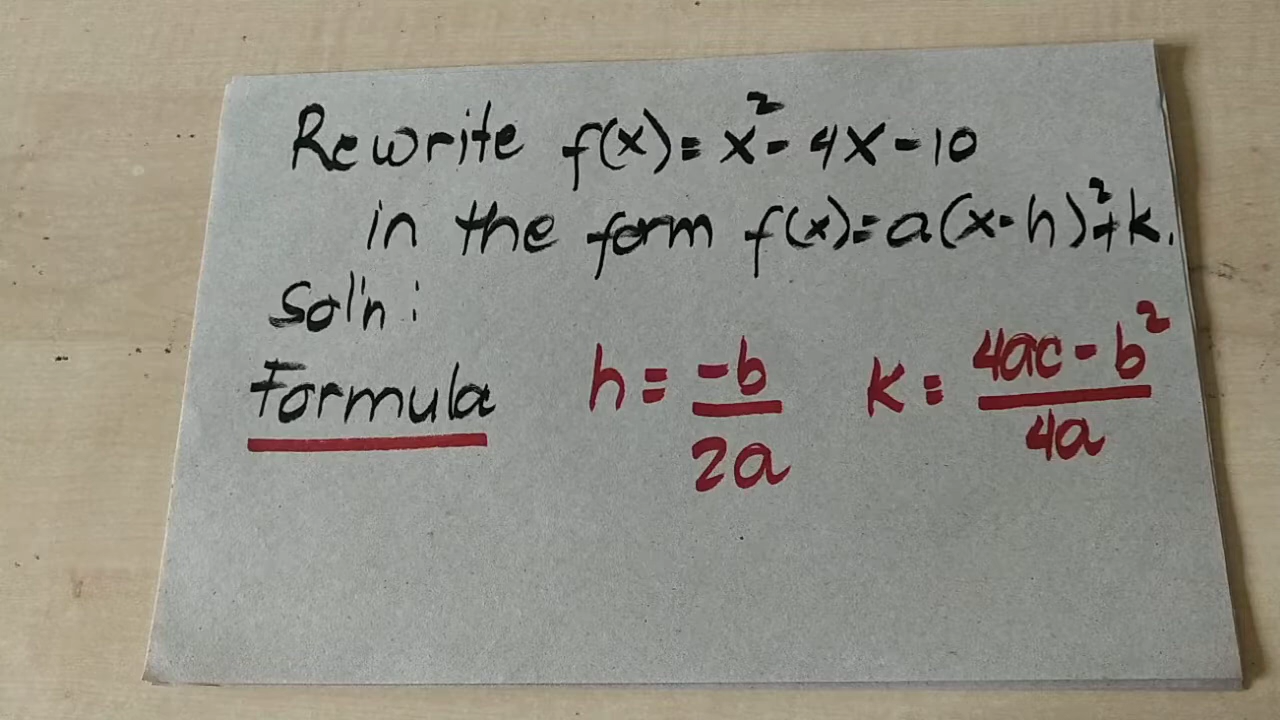 Rewrite f(x) = x² - 4x - 10
in the form f(x) = a(x - h)² + k.
Sol'n :
Formula h = -b/2a k = 4ac - b²/4a